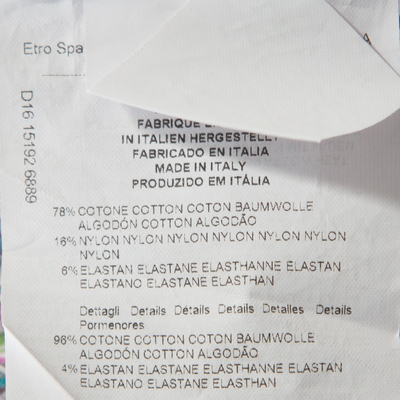 Etro Spa
D16 15192 6889
FABRIQUE
IN ITALIEN HERGESTELLT
FABRICADO EN ITALIA
MADE IN ITALY
PRODUZIDO EM ITÁLIA
78% COTONE COTTON COTON BAUMWOLLE
ALGODÓN COTTON ALGODÃO
16% NYLON NYLON NYLON NYLON NYLON NYLON
NYLON
6% ELASTAN ELASTANE ELASTHANNE ELASTAN
ELASTANO ELASTANE ELASTHAN
Dettagli Details Détails Details Detalles Details
Pormenores
96% COTONE COTTON COTON BAUMWOLLE
ALGODÓN COTTON ALGODÃO
4% ELASTAN ELASTANE ELASTHANNE ELASTAN
ELASTANO ELASTANE ELASTHAN